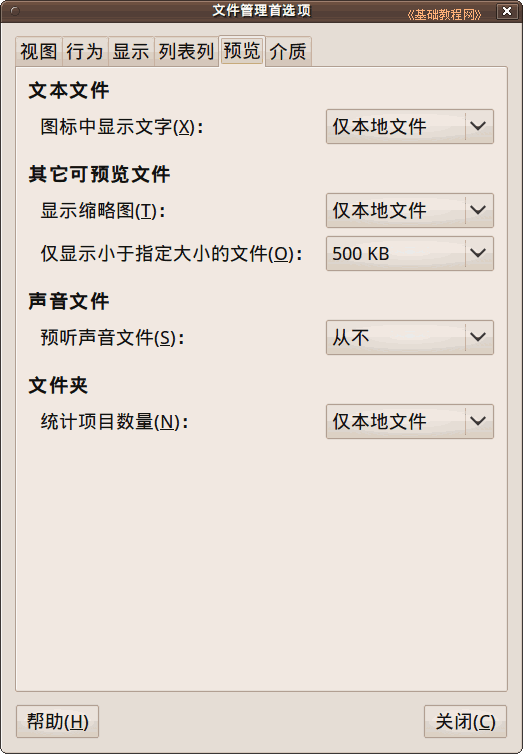 文件管理首选项 《基础教程网》
视图 行为 显示 列表列 预览 介质
文本文件
图标中显示文字(X): 仅本地文件
其它可预览文件
显示缩略图(T): 仅本地文件
仅显示小于指定大小的文件(O): 500 KB
声音文件
预听声音文件(S): 从不
文件夹
统计项目数量(N): 仅本地文件
帮助(H) 关闭(C)